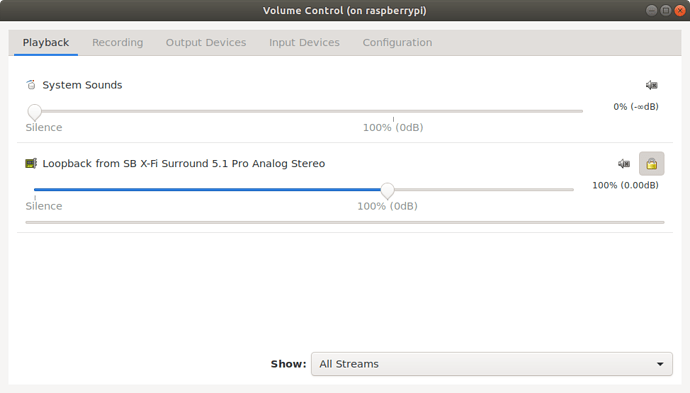 Volume Control (on raspberrypi)
Playback Recording Output Devices Input Devices Configuration
System Sounds
0% (-∞dB)
Silence 100% (0dB)
Loopback from SB X-Fi Surround 5.1 Pro Analog Stereo
100% (0.00dB)
Silence 100% (0dB)
Show: All Streams